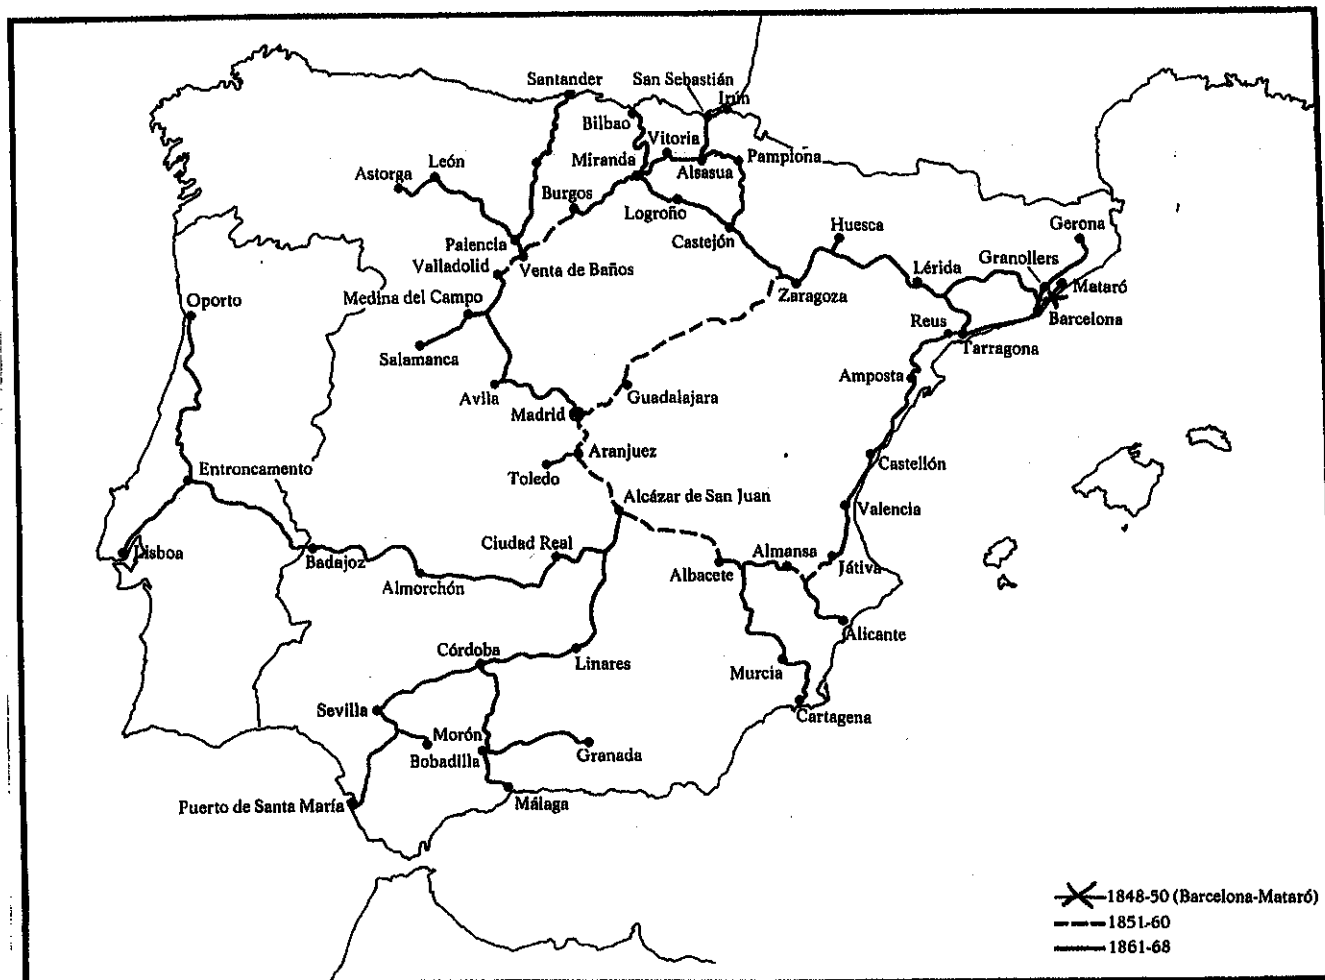 Santander
San Sebastián
Irún
Bilbao
Vitoria
León
Miranda
Alsasua
Pamplona
Astorga
Burgos
Logroño
Huesca
Gerona
Palencia
Castejón
Granollers
Valladolid
Venta de Baños
Lérida
Medina del Campo
Zaragoza
Mataró
Oporto
Barcelona
Reus
Tarragona
Salamanca
Amposta
Avila
Guadalajara
Madrid
Aranjuez
Castellón
Entroncamento
Toledo
Alcázar de San Juan
Valencia
Ciudad Real
Almansa
Lisboa
Badajoz
Albacete
Játiva
Almorchón
Alicante
Córdoba
Linares
Murcia
Sevilla
Cartagena
Morón
Bobadilla
Granada
Puerto de Santa María
Málaga
1848-50 (Barcelona-Mataró)
1851-60
1861-68